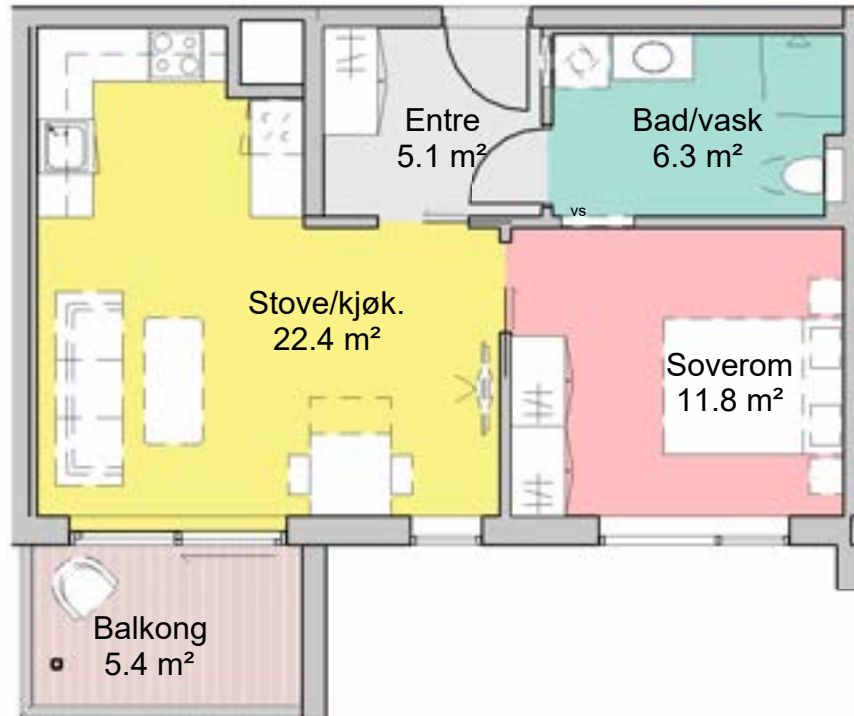 Entre
5.1 m²
Bad/vask
6.3 m²
vs
Stove/kjøk.
22.4 m²
Soverom
11.8 m²
Balkong
5.4 m²